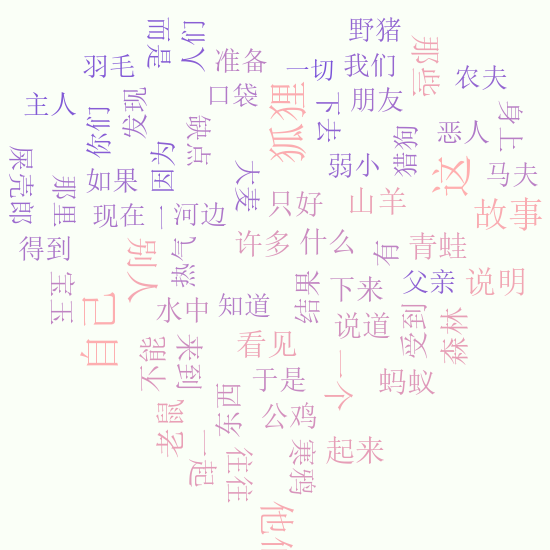 野猪
而是
人们
那些
准备
一切
我们
羽毛
农夫
口袋
狐狸
朋友
主人
发现
一下子
身上
你们
缺点
恶人
猎狗
因为
弱小
屎壳郎
那里
如果
大麦
这
马夫
现在
一
河边
只好
山羊
故事
得到
别人
热气
许多
什么
有
青蛙
宝玉
自己
水中
知道
结果
下来
父亲
说明
说道
受到
森林
不能
来到
看见
一个
于是
蚂蚁
老鼠
东西
公鸡
一起
往往
寒鸦
起来